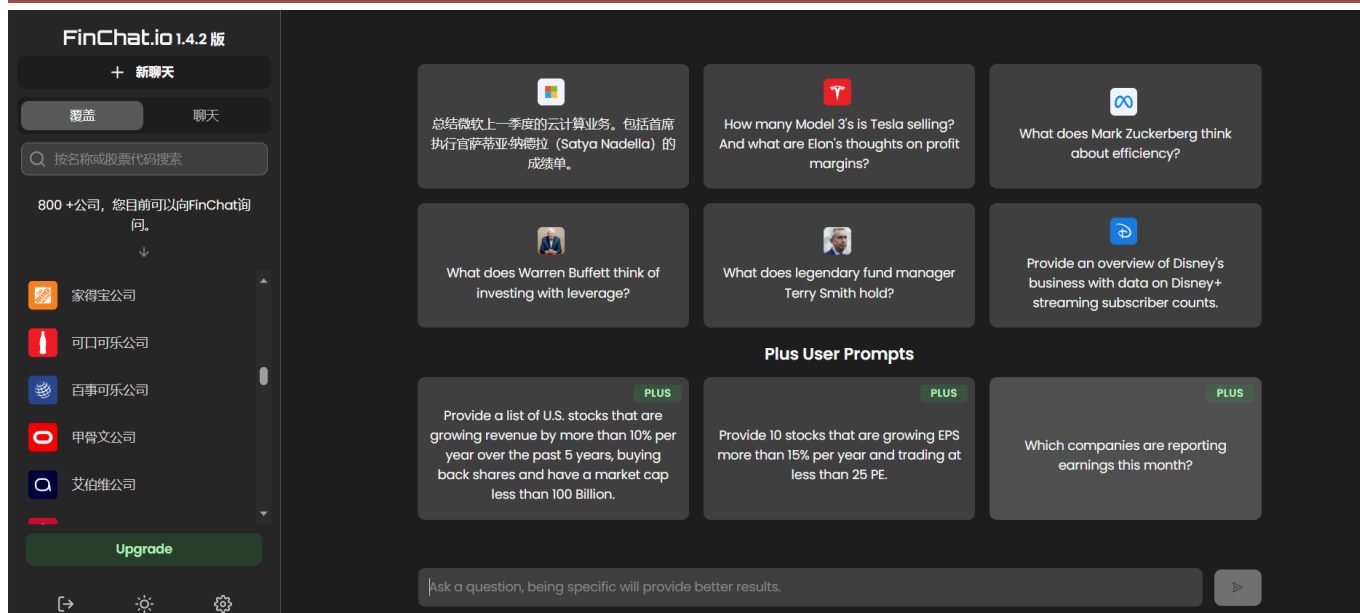 FinChat.io 1.4.2 版
+ 新聊天
覆盖
聊天
按名称或股票代码搜索
800 +公司，您目前可以向FinChat询
问。
家得宝公司
可口可乐公司
百事可乐公司
甲骨文公司
艾伯维公司
Upgrade
总结微软上一季度的云计算业务。包括首席
执行官萨蒂亚·纳德拉（Satya Nadella）的
成绩单。
How many Model 3's is Tesla selling?
And what are Elon's thoughts on profit
margins?
What does Mark Zuckerberg think
about efficiency?
What does Warren Buffett think of
investing with leverage?
What does legendary fund manager
Terry Smith hold?
Provide an overview of Disney's
business with data on Disney+
streaming subscriber counts.
Plus User Prompts
PLUS
Provide a list of U.S. stocks that are
growing revenue by more than 10% per
year over the past 5 years, buying
back shares and have a market cap
less than 100 Billion.
PLUS
Provide 10 stocks that are growing EPS
more than 15% per year and trading at
less than 25 PE.
PLUS
Which companies are reporting
earnings this month?
Ask a question, being specific will provide better results.